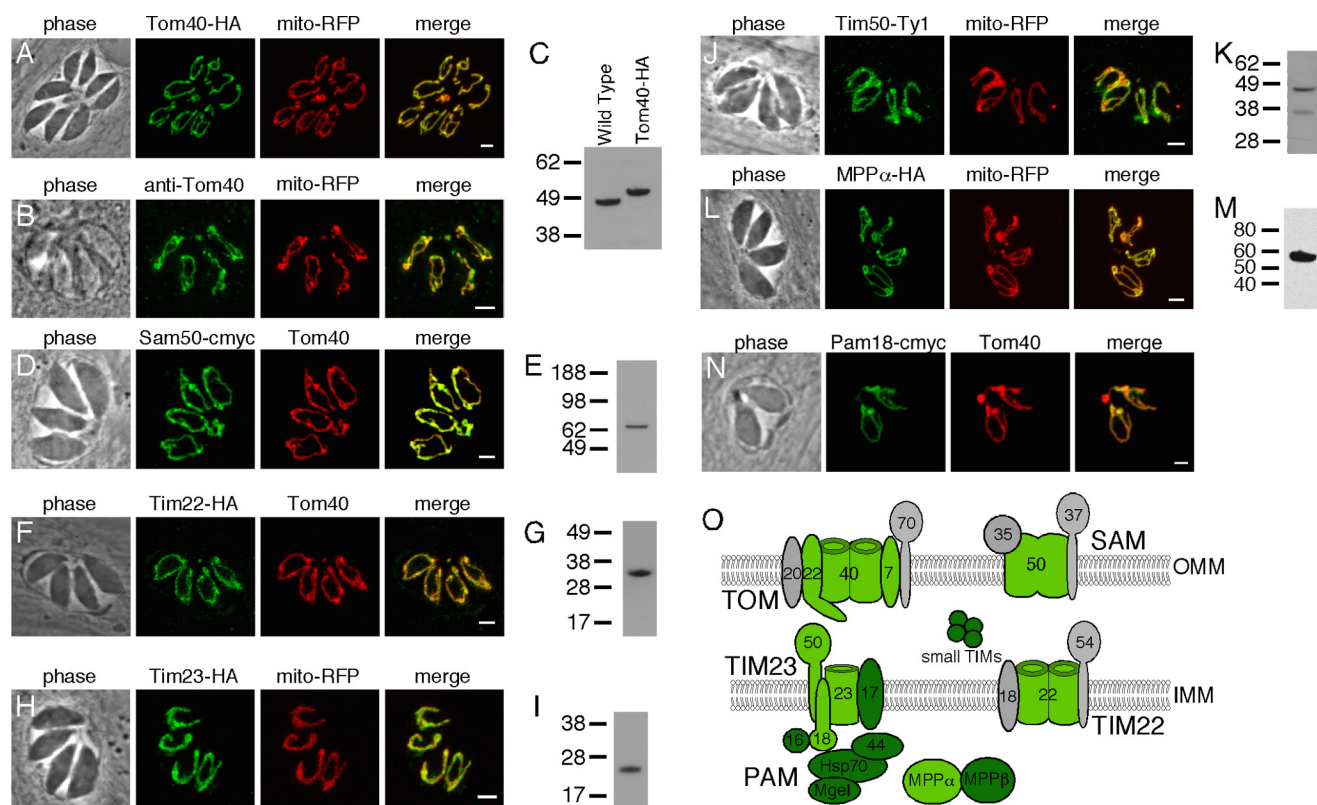 phase Tom40-HA mito-RFP merge
A
C
Wild Type
Tom40-HA
62
49
38
phase anti-Tom40 mito-RFP merge
B
phase Sam50-cmyc Tom40 merge
D
E
188
98
62
49
phase Tim22-HA Tom40 merge
F
G
49
38
28
17
phase Tim23-HA mito-RFP merge
H
I
38
28
17
phase Tim50-Ty1 mito-RFP merge
J
K
62
49
38
28
phase MPPα-HA mito-RFP merge
L
M
80
60
50
40
phase Pam18-cmyc Tom40 merge
N
O
70
37
35
SAM
20 22 40 7
50
OMM
TOM
50
small TIMs
54
TIM23
23 17
18 22
IMM
TIM22
16 18 44
Hsp70
PAM
Mgel
MPPα MPPβ